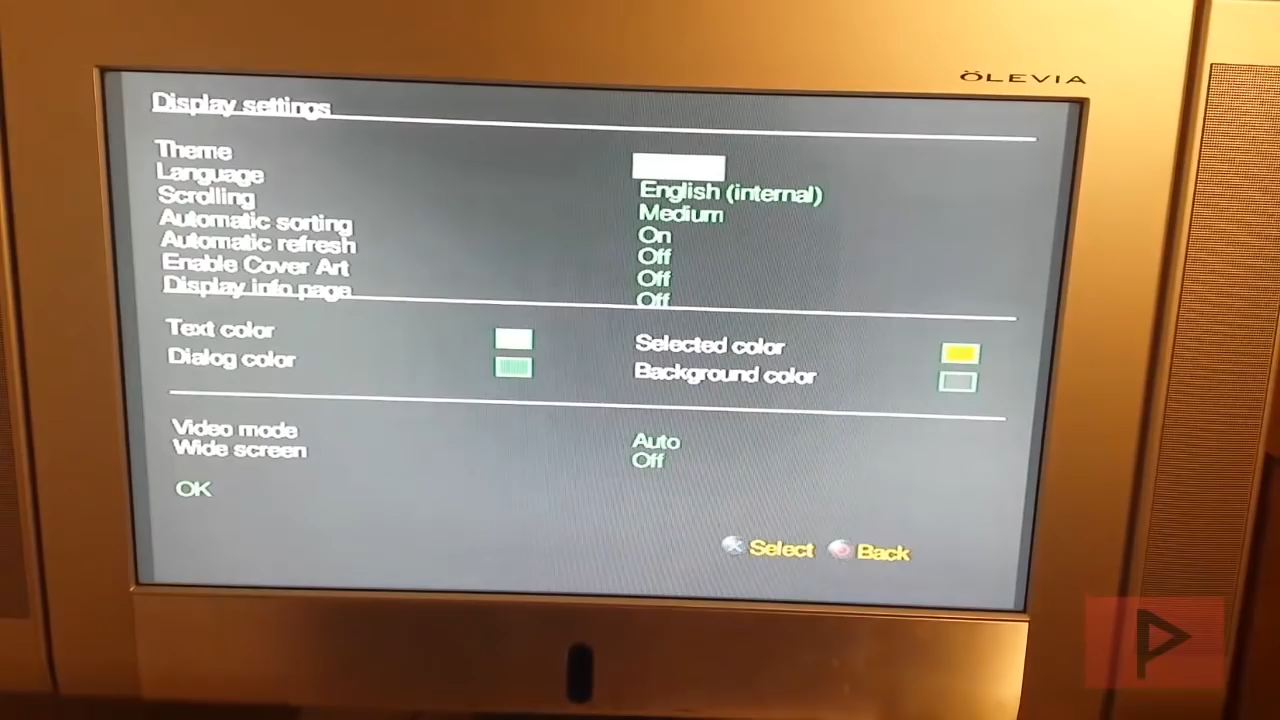 ÖLEVIA
Display settings
Theme
Language English (internal)
Scrolling Medium
Automatic sorting On
Automatic refresh Off
Enable Cover Art Off
Display info page Off
Text color Selected color
Dialog color Background color
Video mode Auto
Wide screen Off
OK
Select Back
P